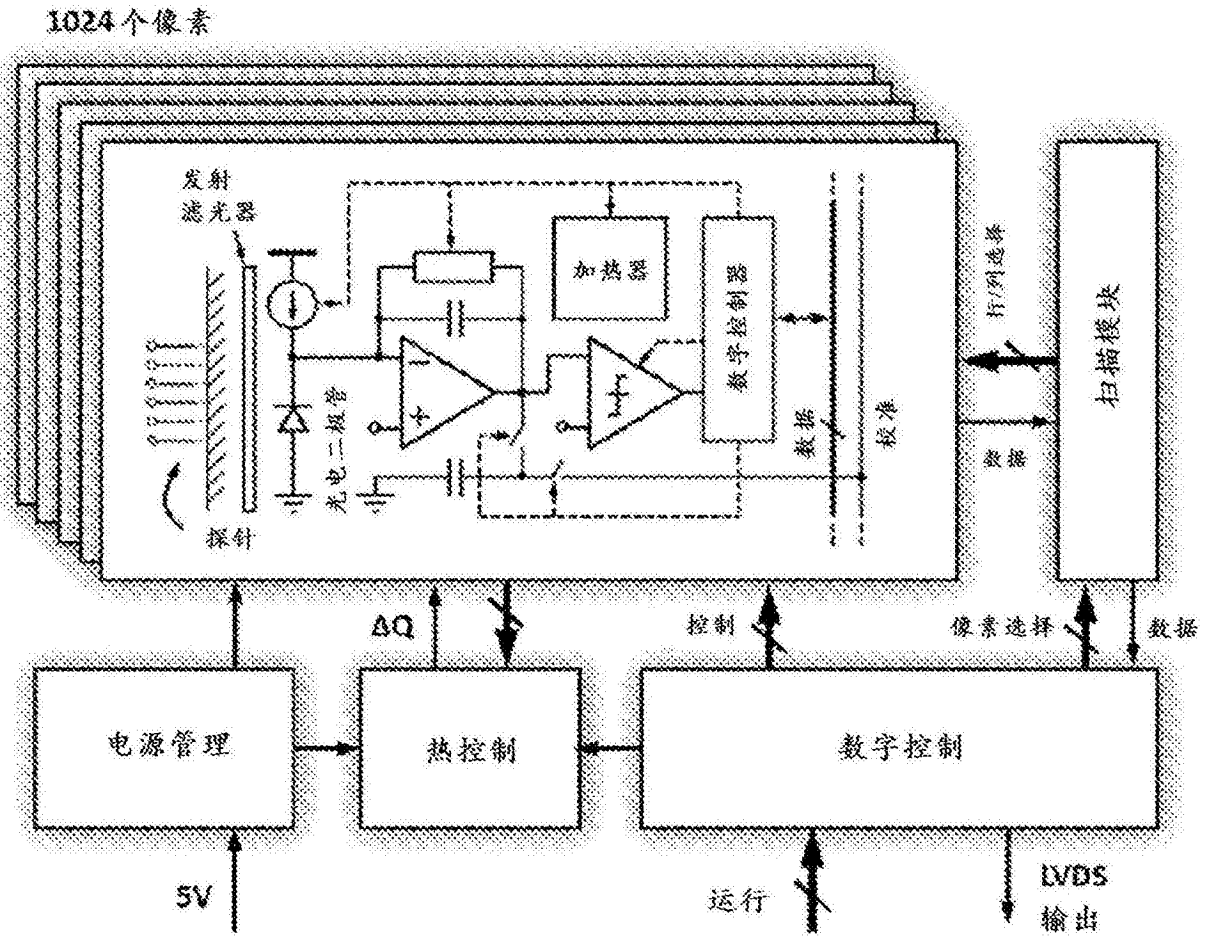 1024个像素
发射
滤光器
加热器
数字控制器
光电二极管
探针
数据
校准
行/列选择
扫描模块
数据
ΔQ
控制
像素选择
数据
电源管理
热控制
数字控制
5V
运行
LVDS
输出